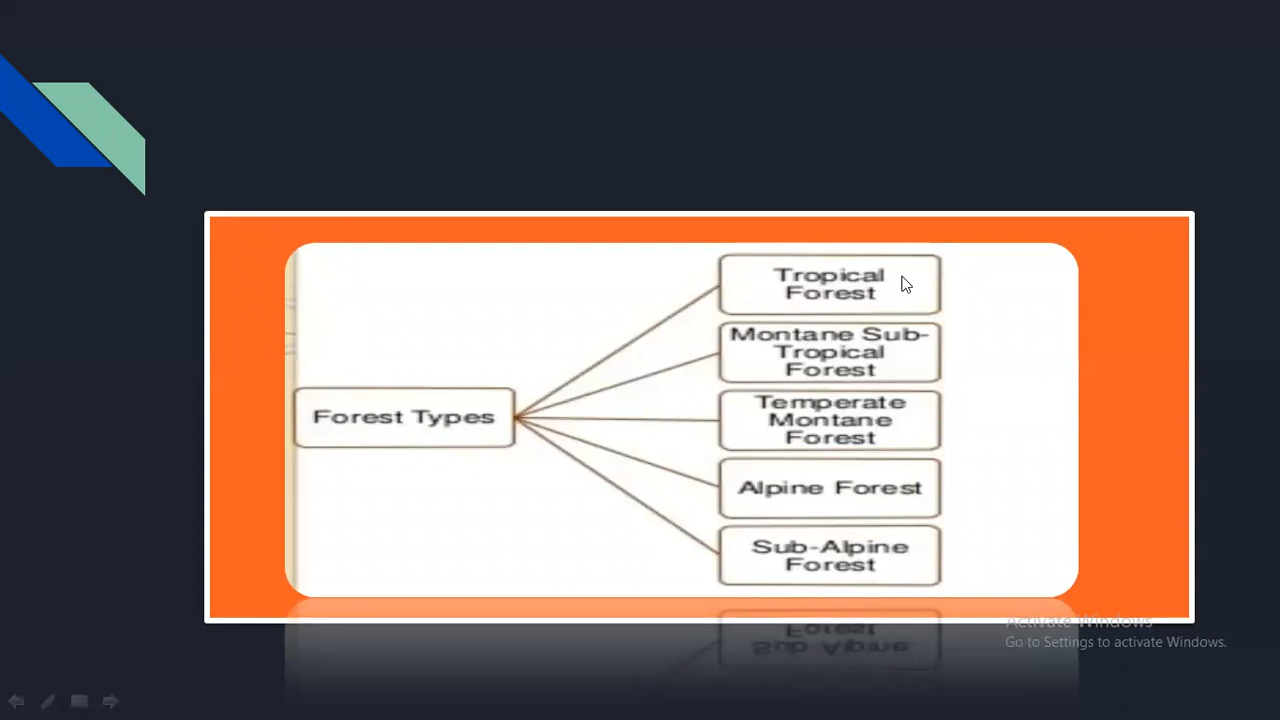 Tropical
Forest
Montane Sub-
Tropical
Forest
Forest Types
Temperate
Montane
Forest
Alpine Forest
Sub-Alpine
Forest
Activate Windows
Go to Settings to activate Windows.